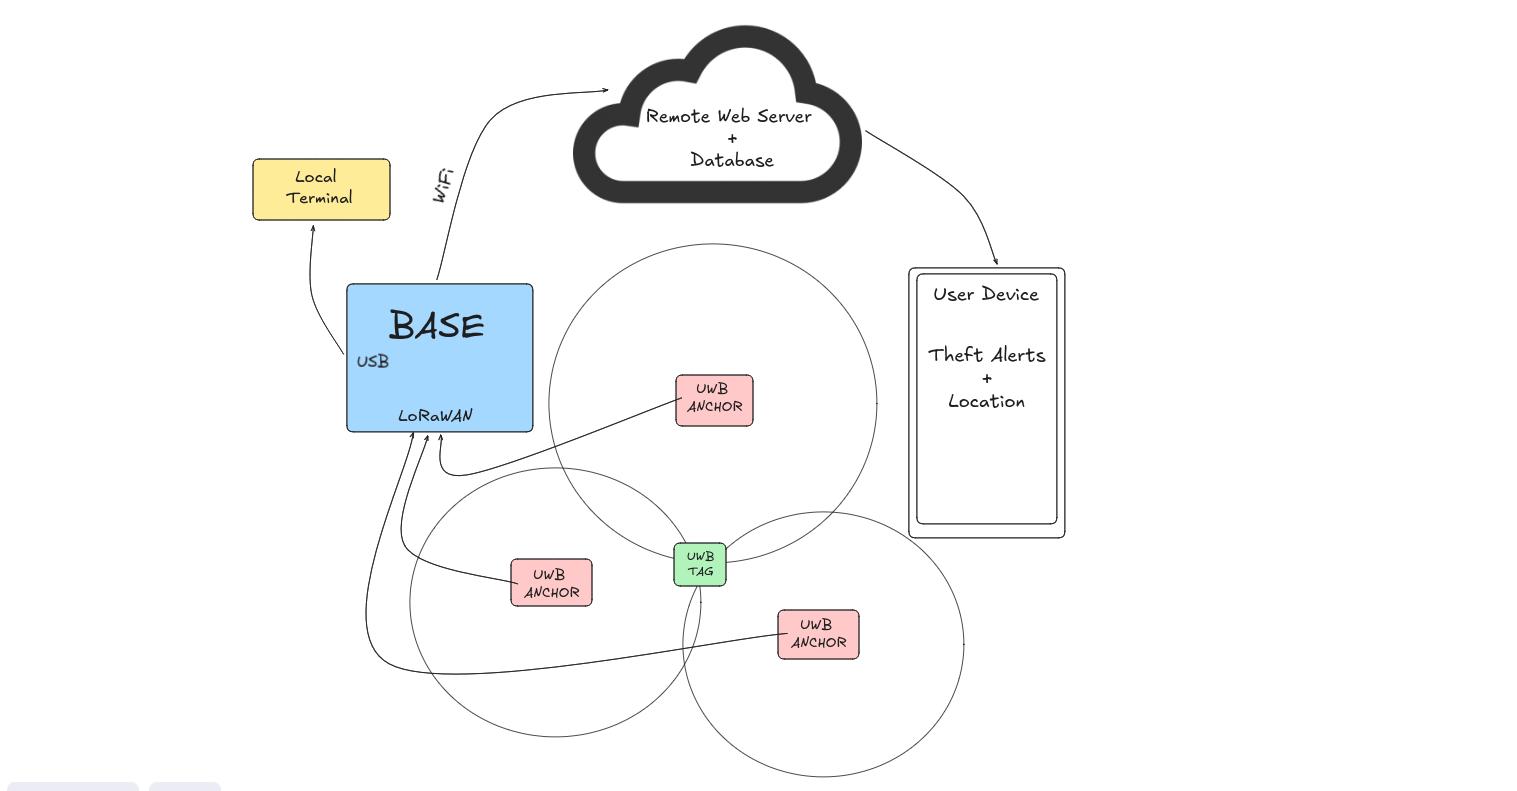 Remote Web Server
+
Database
WiFi
Local
Terminal
BASE
USB
LoRaWAN
User Device
Theft Alerts
+
Location
UWB
ANCHOR
UWB
TAG
UWB
ANCHOR
UWB
ANCHOR